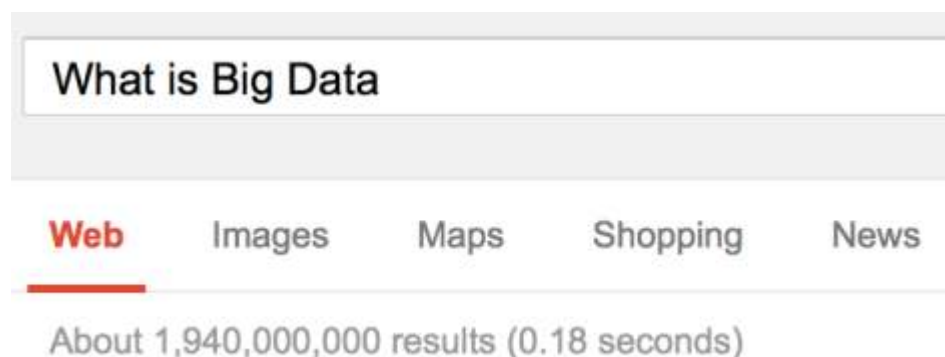 What is Big Data
Web Images Maps Shopping News
About 1,940,000,000 results (0.18 seconds)